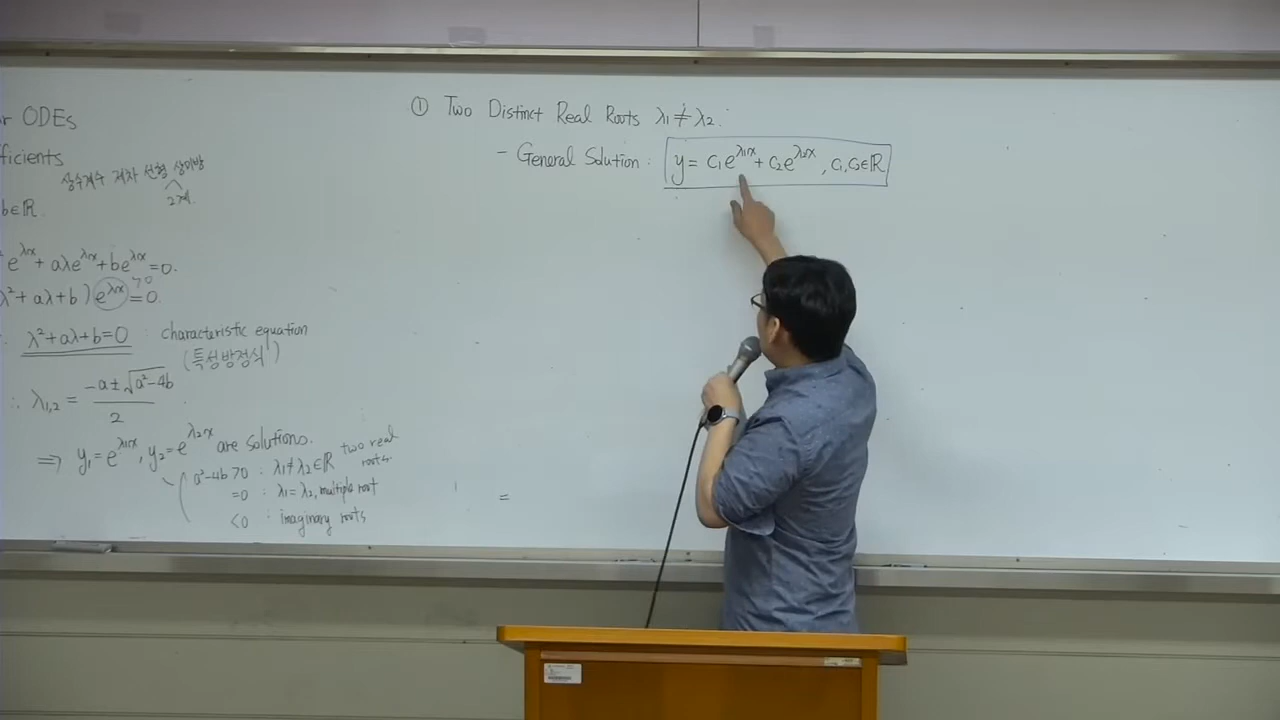 r ODEs
fficients
상수계수 저차 선형 상미방
2계.
b∈ℝ.
e^λx + aλe^λx + be^λx = 0.
λ² + aλ + b ) e^λx = 0.
>0
λ² + aλ + b = 0 : characteristic equation
(특성방정식)
∴ λ1,2 = (-a ± √(a²-4b)) / 2
⇒ y₁ = e^λ₁x, y₂ = e^λ₂x are solutions.
a²-4b > 0 : λ₁ ≠ λ₂ ∈ ℝ two real roots.
= 0 : λ₁ = λ₂, multiple root
< 0 : imaginary roots
① Two Distinct Real Roots λ₁ ≠ λ₂ :
- General Solution : y = c₁e^λ₁x + c₂e^λ₂x , c₁, c₂ ∈ ℝ
=